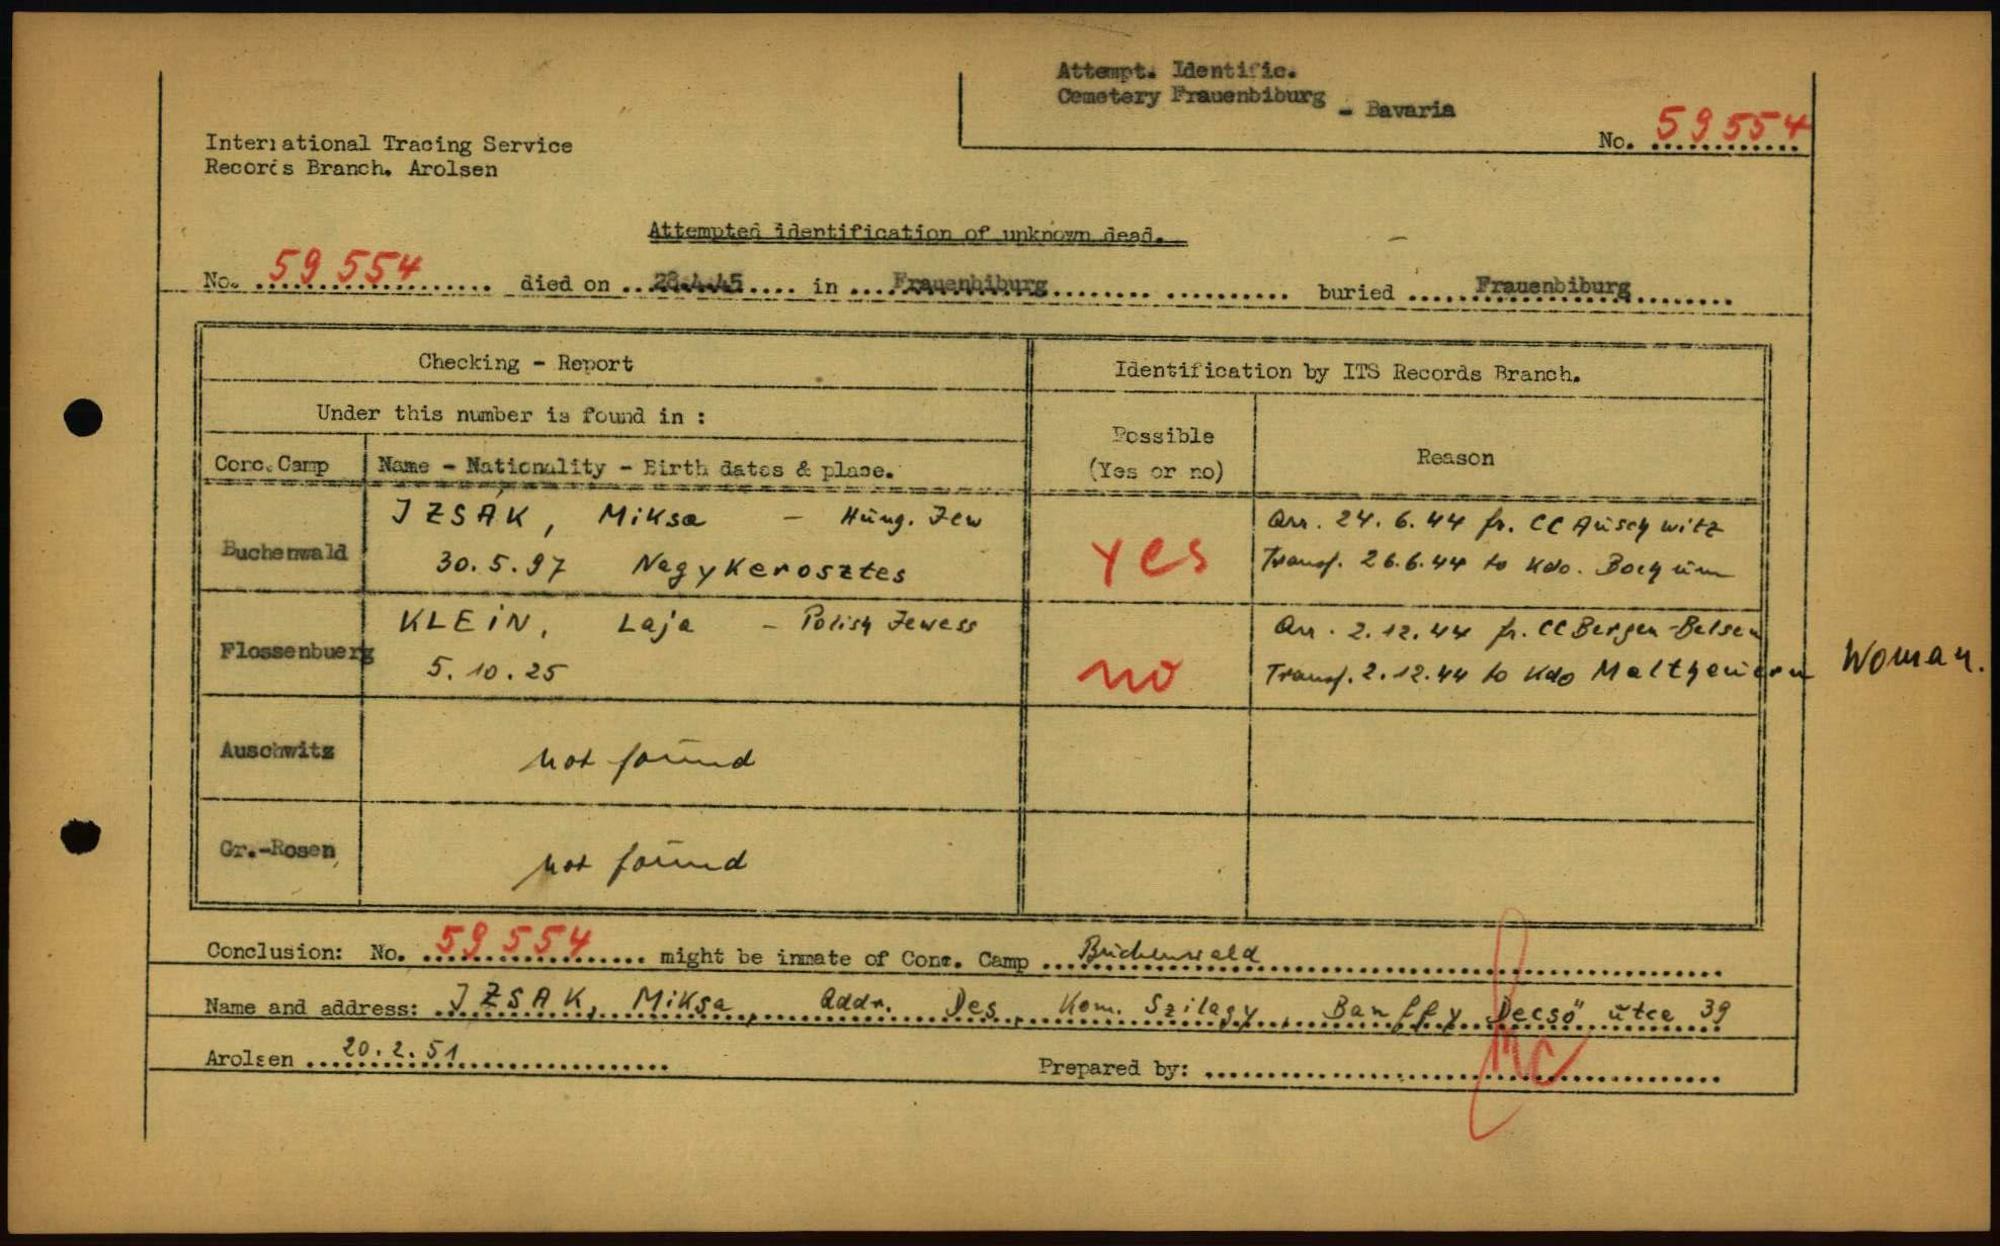 Attempt. Identific.
Cemetery Frauenbiburg - Bavaria
No. 59 554
International Tracing Service
Records Branch. Arolsen
Attempted identification of unknown dead.
No. 59 554 died on 28.4.45 in Frauenbiburg buried Frauenbiburg
Checking - Report
Identification by ITS Records Branch.
Under this number is found in :
Possible
(Yes or no)
Reason
Conc. Camp Name - Nationality - Birth dates & place.
Buchenwald
JZSAK, Miksa - Hung. Jew
30.5.97 Nagykerosztes
yes
Arr. 24.6.44 fr. CC Auschwitz
Transf. 26.6.44 to Kdo. Bochum
Flossenbuerg
KLEIN, Laja - Polish Jewess
5.10.25
no
Arr. 2.12.44 fr. CC Bergen-Belsen
Transf. 2.12.44 to Kdo Maltheuern
Woman.
Auschwitz not found
Gr.-Rosen not found
Conclusion: No. 59 554 might be inmate of Conc. Camp Buchenwald
Name and address: JZSAK, Miksa, Addr. Des, Kom. Szilagy, Banffy Decsö utca 39
Arolsen 20.2.51 Prepared by: